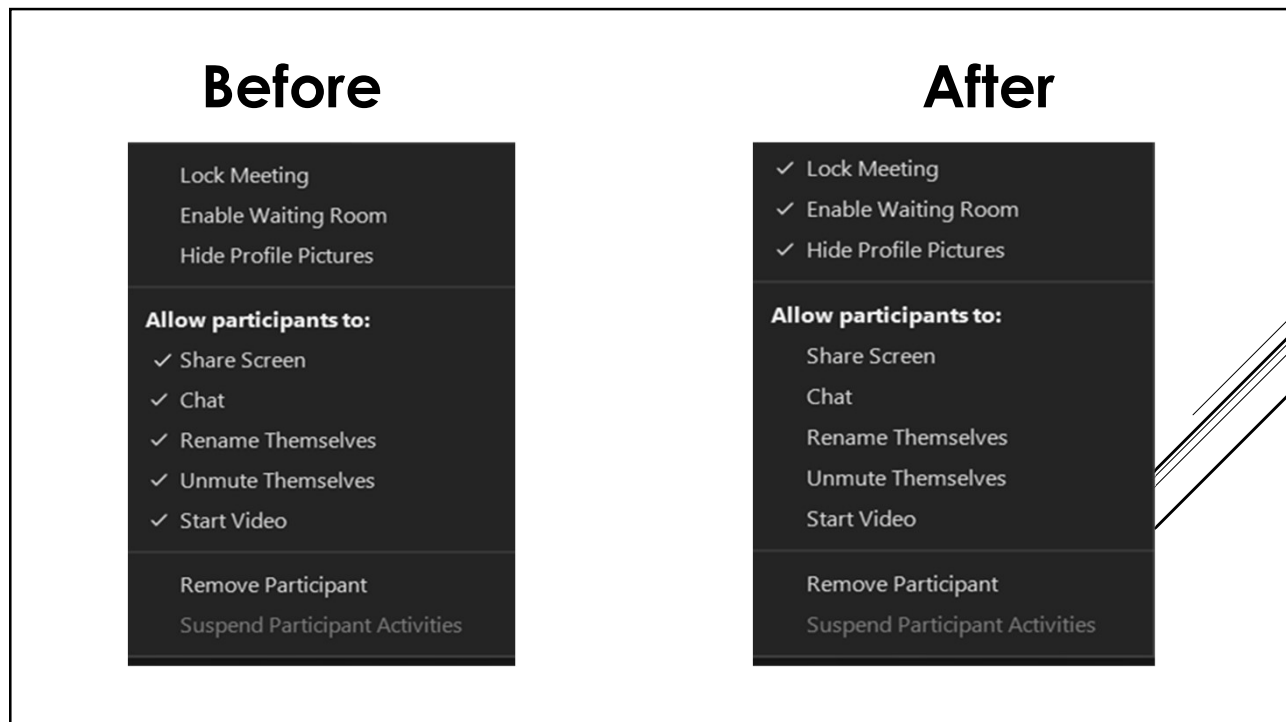 Before
Lock Meeting
Enable Waiting Room
Hide Profile Pictures
Allow participants to:
✓ Share Screen
✓ Chat
✓ Rename Themselves
✓ Unmute Themselves
✓ Start Video
Remove Participant
Suspend Participant Activities
After
✓ Lock Meeting
✓ Enable Waiting Room
✓ Hide Profile Pictures
Allow participants to:
Share Screen
Chat
Rename Themselves
Unmute Themselves
Start Video
Remove Participant
Suspend Participant Activities